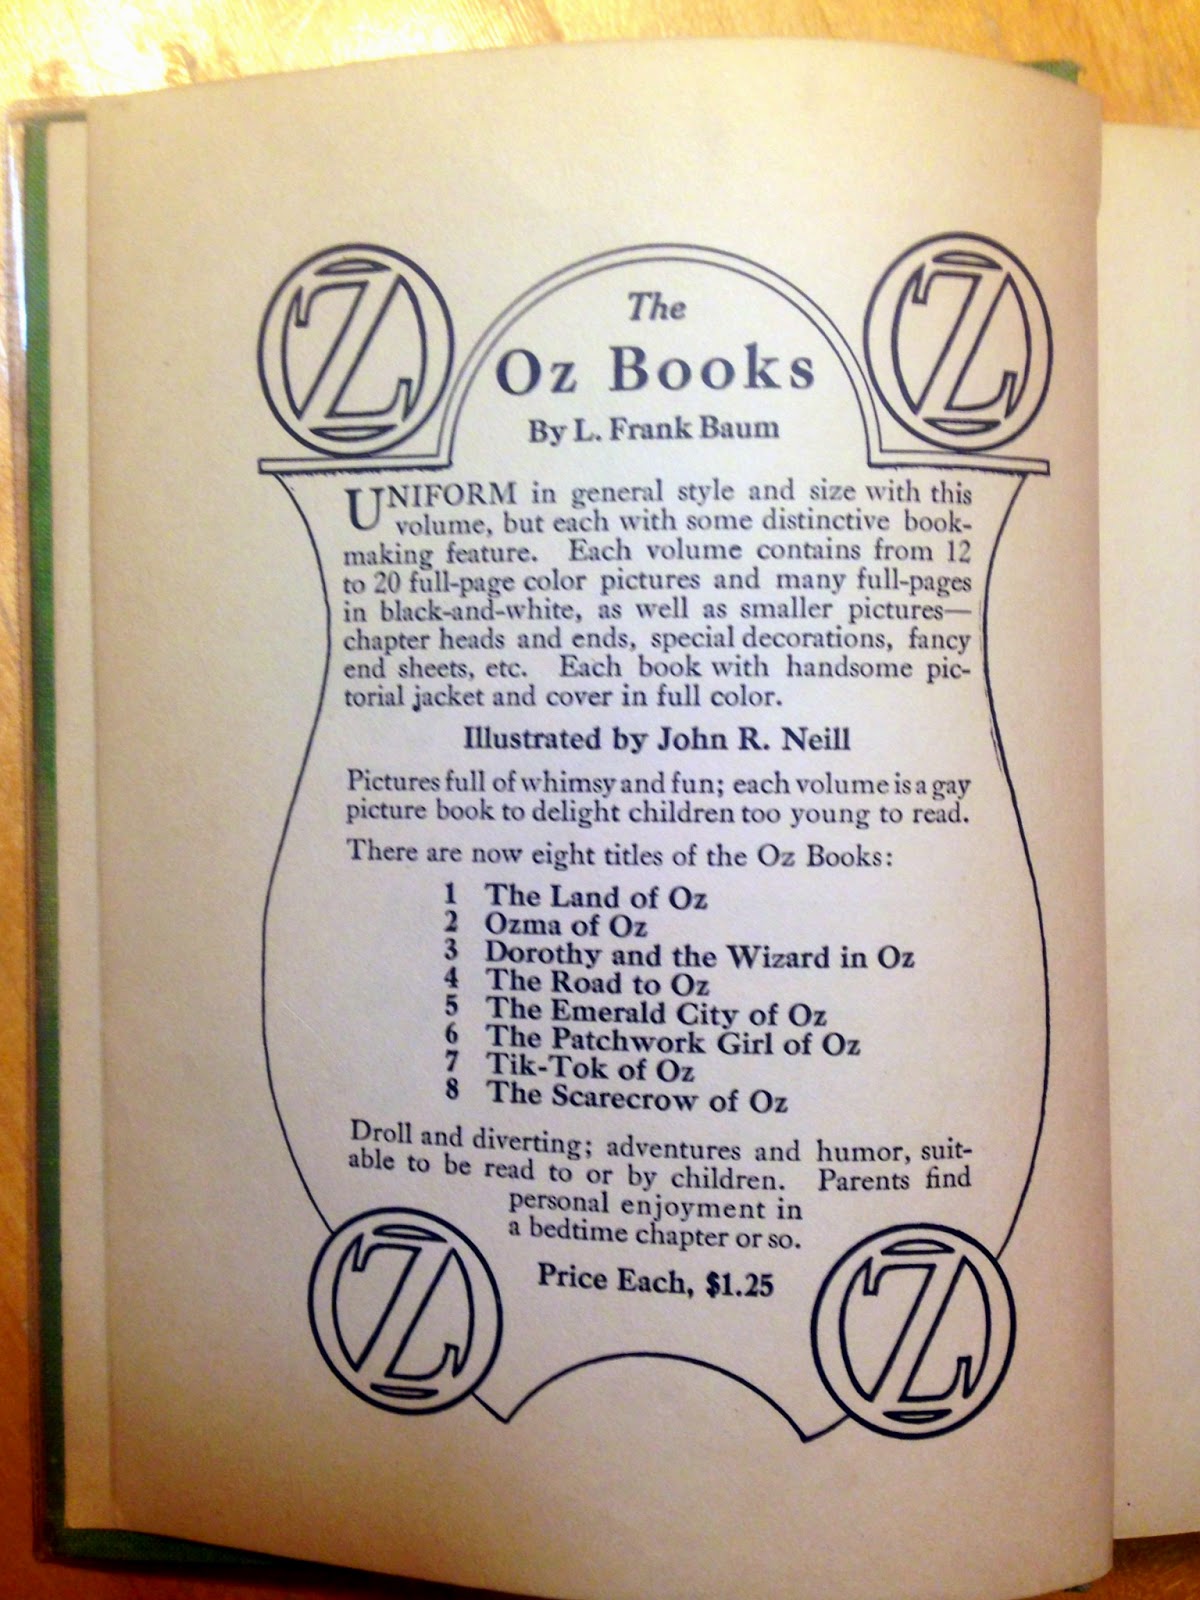 OZ
OZ
The
Oz Books
By L. Frank Baum
UNIFORM in general style and size with this
volume, but each with some distinctive book-
making feature. Each volume contains from 12
to 20 full-page color pictures and many full-pages
in black-and-white, as well as smaller pictures—
chapter heads and ends, special decorations, fancy
end sheets, etc. Each book with handsome pic-
torial jacket and cover in full color.
Illustrated by John R. Neill
Pictures full of whimsy and fun; each volume is a gay
picture book to delight children too young to read.
There are now eight titles of the Oz Books:
1 The Land of Oz
2 Ozma of Oz
3 Dorothy and the Wizard in Oz
4 The Road to Oz
5 The Emerald City of Oz
6 The Patchwork Girl of Oz
7 Tik-Tok of Oz
8 The Scarecrow of Oz
Droll and diverting; adventures and humor, suit-
able to be read to or by children. Parents find
personal enjoyment in
a bedtime chapter or so.
Price Each, $1.25
OZ
OZ